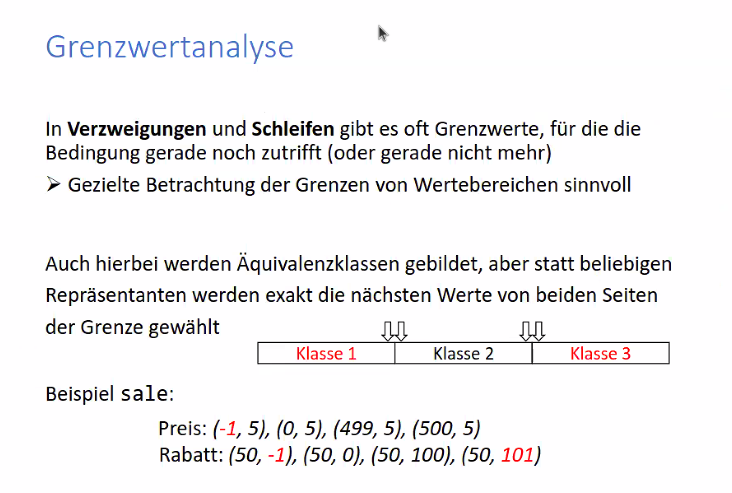 Grenzwertanalyse
In Verzweigungen und Schleifen gibt es oft Grenzwerte, für die die
Bedingung gerade noch zutrifft (oder gerade nicht mehr)
➢ Gezielte Betrachtung der Grenzen von Wertebereichen sinnvoll
Auch hierbei werden Äquivalenzklassen gebildet, aber statt beliebigen
Repräsentanten werden exakt die nächsten Werte von beiden Seiten
der Grenze gewählt
Klasse 1 Klasse 2 Klasse 3
Beispiel sale:
Preis: (-1, 5), (0, 5), (499, 5), (500, 5)
Rabatt: (50, -1), (50, 0), (50, 100), (50, 101)